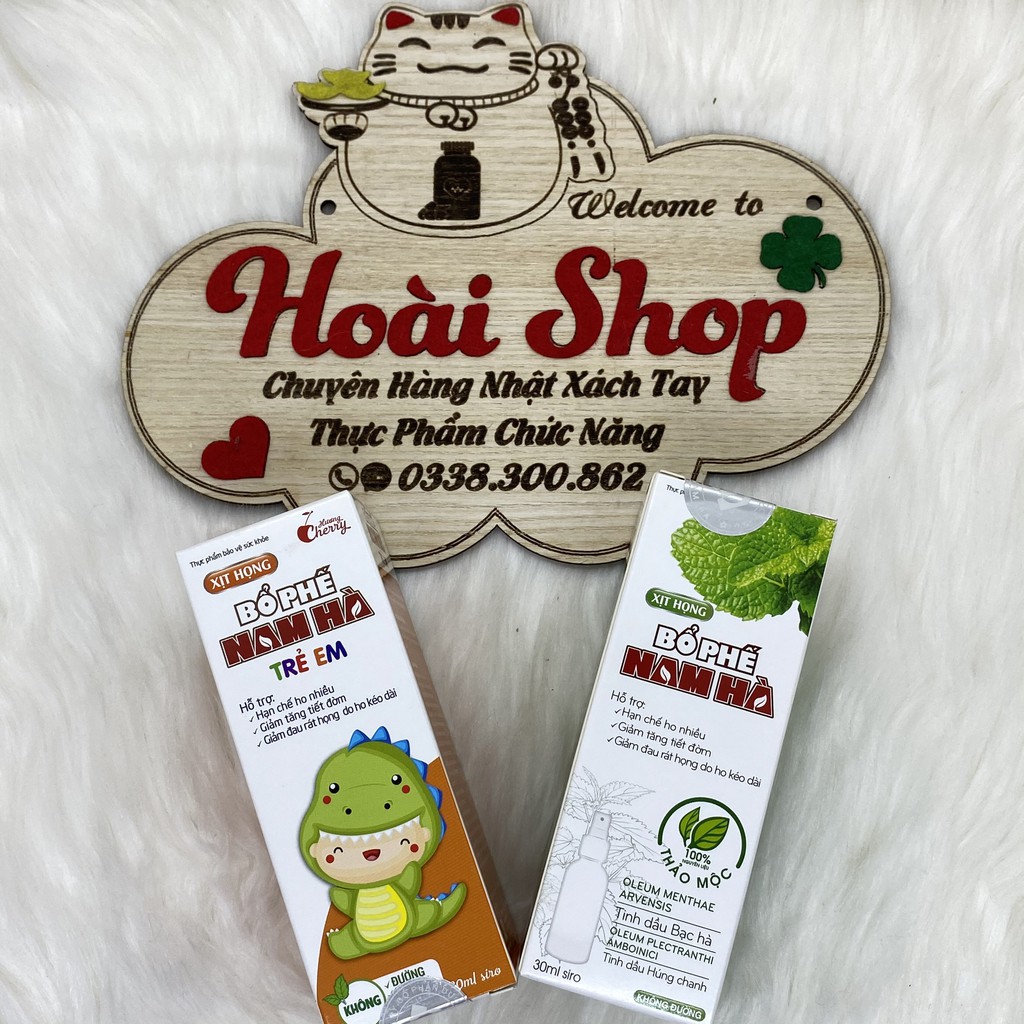 Welcome to
Hoài Shop
Chuyên Hàng Nhật Xách Tay
Thực Phẩm Chức Năng
0338.300.862
Hương
Cherry
Thực phẩm bảo vệ sức khỏe
XỊT HỌNG
BỔ PHẾ
NAM HÀ
TRẺ EM
Hỗ trợ:
✓Hạn chế ho nhiều
✓Giảm tăng tiết đờm
✓Giảm đau rát họng do ho kéo dài
KHÔNG
✓ĐƯỜNG
30ml siro
Thực
XỊT HỌNG
BỔ PHẾ
NAM HÀ
Hỗ trợ:
✓Hạn chế ho nhiều
✓Giảm tăng tiết đờm
✓Giảm đau rát họng do ho kéo dài
100%
NGUYÊN LIỆU
THẢO MỘC
OLEUM MENTHAE
ARVENSIS
Tinh dầu Bạc hà
OLEUM PLECTRANTHI
AMBOINICI
Tinh dầu Húng chanh
30ml siro
KHÔNG ĐƯỜNG